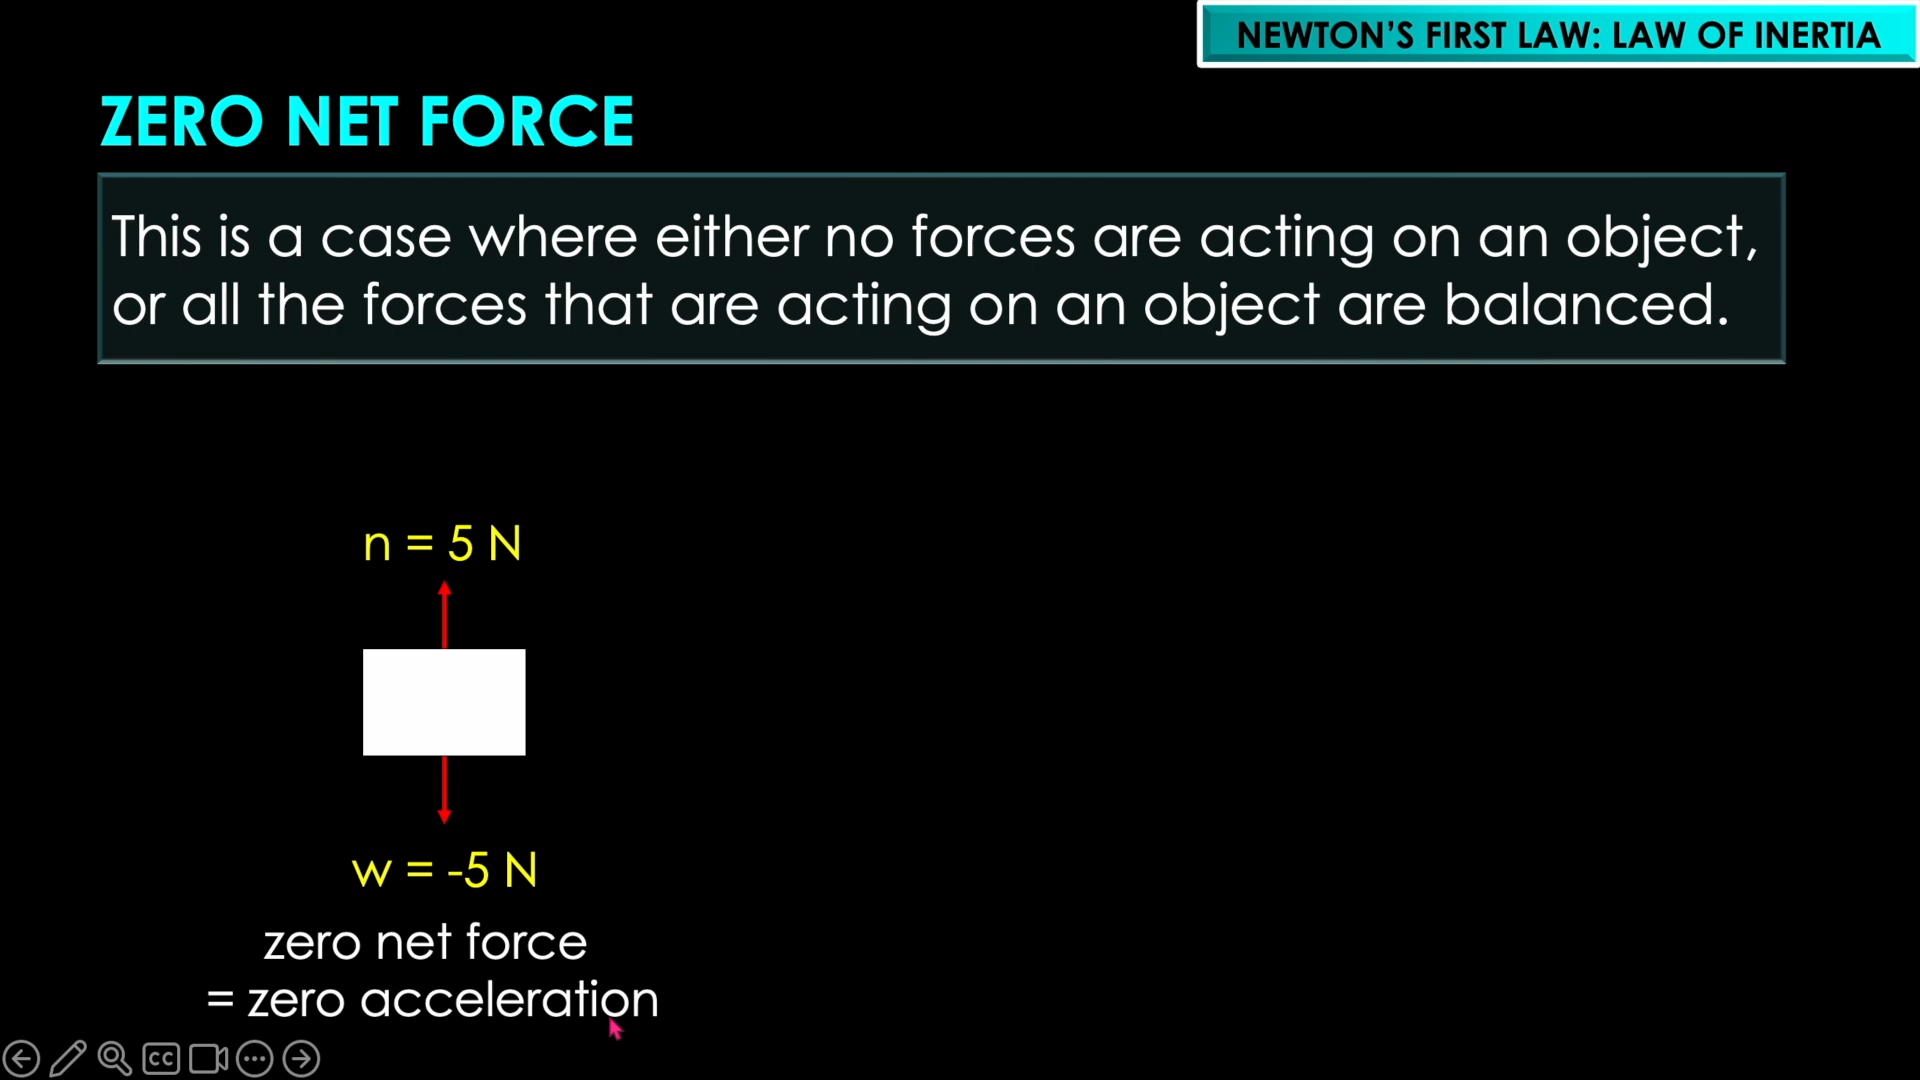 NEWTON’S FIRST LAW: LAW OF INERTIA
ZERO NET FORCE
This is a case where either no forces are acting on an object,
or all the forces that are acting on an object are balanced.
n = 5 N
w = -5 N
zero net force
= zero acceleration
CC